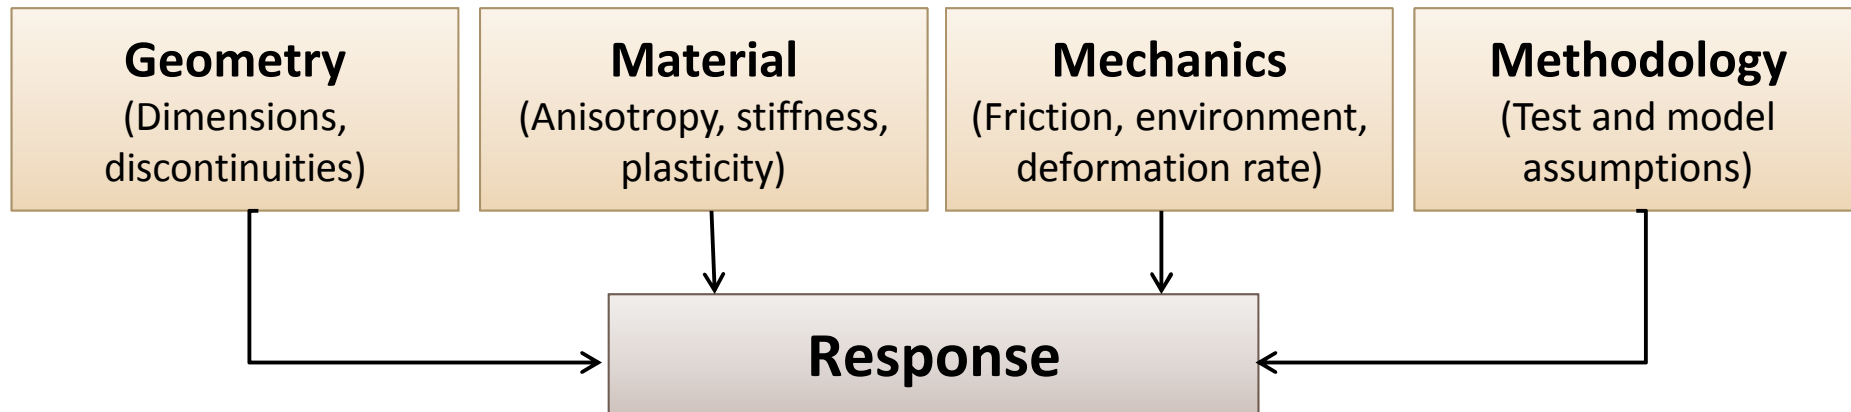 Geometry
(Dimensions,
discontinuities)
Material
(Anisotropy, stiffness,
plasticity)
Mechanics
(Friction, environment,
deformation rate)
Methodology
(Test and model
assumptions)
Response